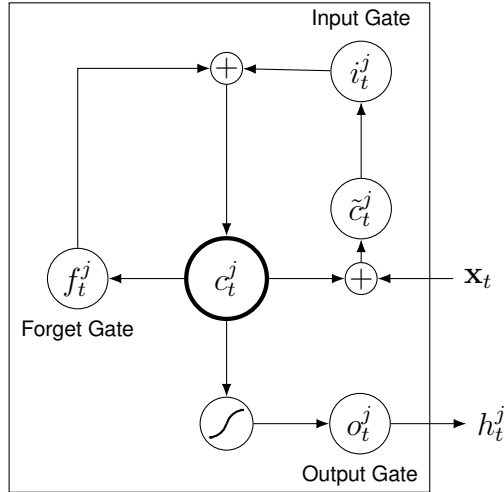 Input Gate
+
i_t^j
c̃_t^j
f_t^j
c_t^j
+
x_t
Forget Gate
o_t^j
h_t^j
Output Gate